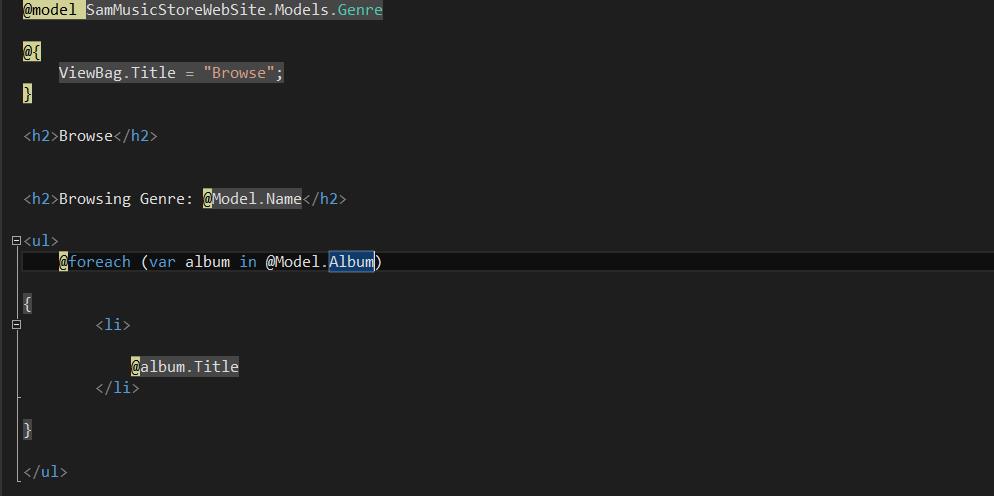 @model SamMusicStoreWebSite.Models.Genre
@{
ViewBag.Title = "Browse";
}
<h2>Browse</h2>
<h2>Browsing Genre: @Model.Name</h2>
<ul>
@foreach (var album in @Model.Album)
{
<li>
@album.Title
</li>
}
</ul>